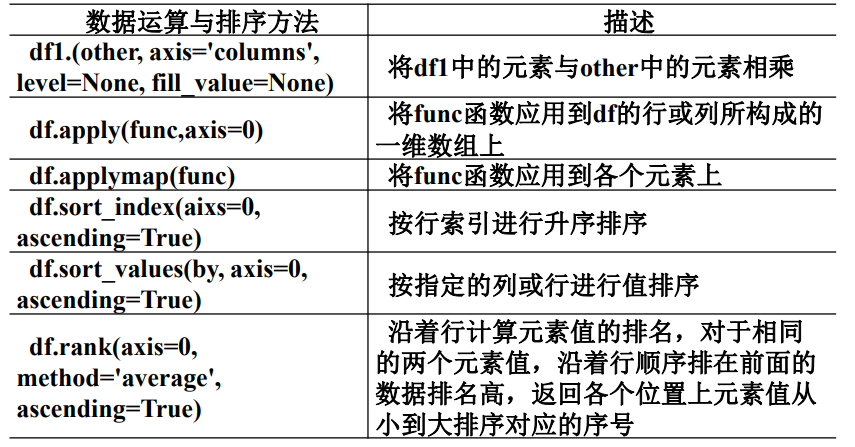 数据运算与排序方法 描述
df1.(other, axis='columns',
level=None, fill_value=None)
将df1中的元素与other中的元素相乘
df.apply(func,axis=0)
将func函数应用到df的行或列所构成的
一维数组上
df.applymap(func)
将func函数应用到各个元素上
df.sort_index(aixs=0,
ascending=True)
按行索引进行升序排序
df.sort_values(by, axis=0,
ascending=True)
按指定的列或行进行值排序
df.rank(axis=0,
method='average',
ascending=True)
沿着行计算元素值的排名，对于相同
的两个元素值，沿着行顺序排在前面的
数据排名高，返回各个位置上元素值从
小到大排序对应的序号